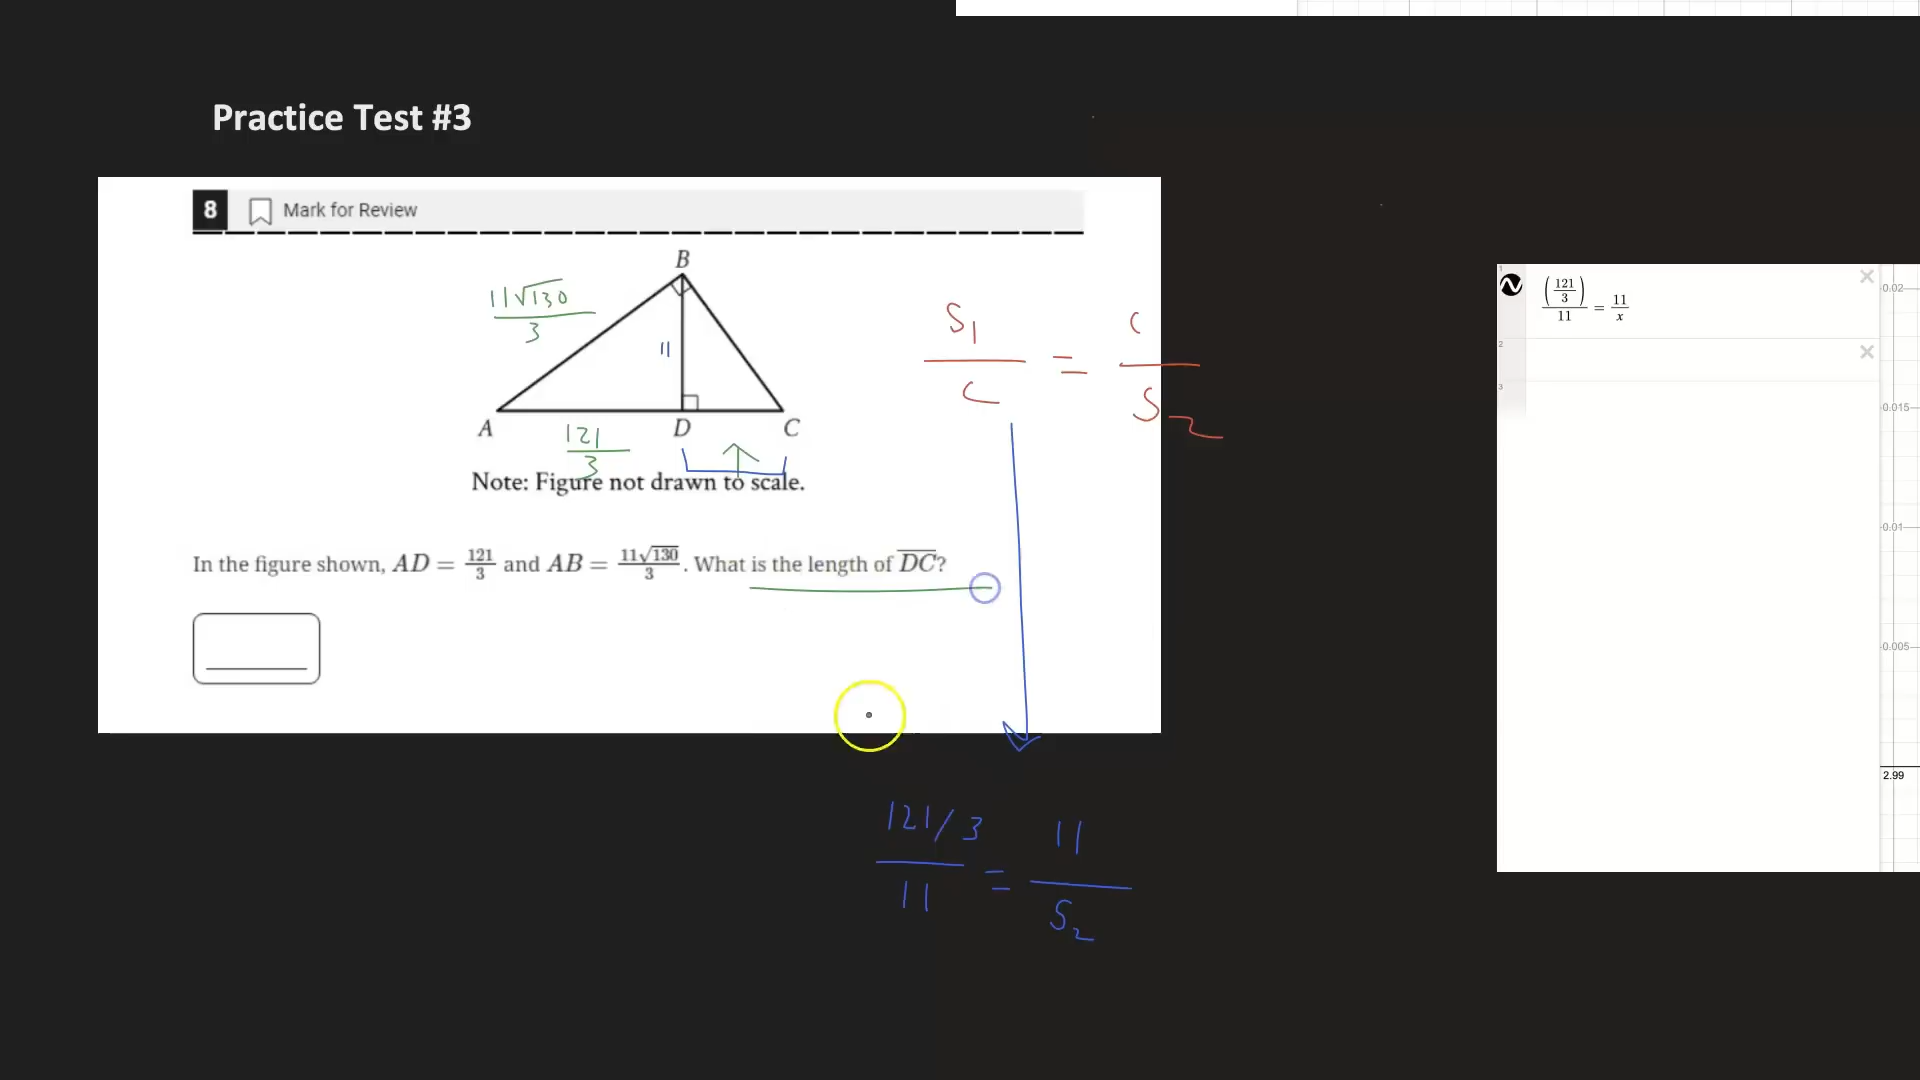 Practice Test #3
8 Mark for Review
B
11√130
3
11
A D C
121
3
Note: Figure not drawn to scale.
In the figure shown, AD = 121/3 and AB = 11√130/3. What is the length of DC?
S1/C = C/S2
121/3
11
=
11
S2
1
(121/3)/11 = 11/x
2
3
0.02
0.015
0.01
0.005
2.99